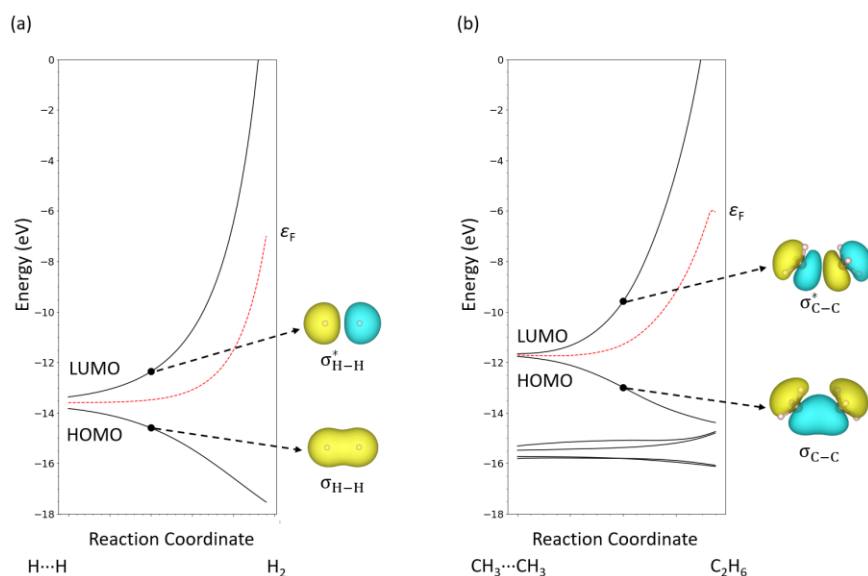 (a)
0
−2
−4
−6
−8
−10
−12
−14
−16
−18
Energy (eV)
εF
LUMO
HOMO
σ*H−H
σH−H
Reaction Coordinate
H···H
H2
(b)
0
−2
−4
−6
−8
−10
−12
−14
−16
−18
Energy (eV)
εF
LUMO
HOMO
σ*C−C
σC−C
Reaction Coordinate
CH3···CH3
C2H6